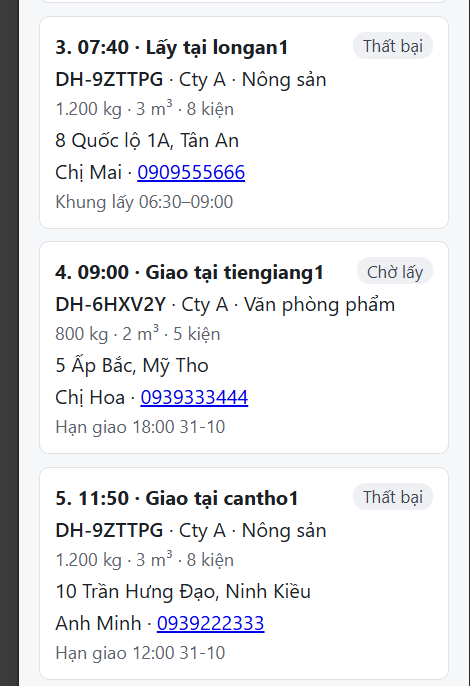 3. 07:40 · Lấy tại longan1
Thất bại
DH-9ZTTPG · Cty A · Nông sản
1.200 kg · 3 m³ · 8 kiện
8 Quốc lộ 1A, Tân An
Chị Mai · 0909555666
Khung lấy 06:30–09:00
4. 09:00 · Giao tại tiengiang1
Chờ lấy
DH-6HXV2Y · Cty A · Văn phòng phẩm
800 kg · 2 m³ · 5 kiện
5 Ấp Bắc, Mỹ Tho
Chị Hoa · 0939333444
Hạn giao 18:00 31-10
5. 11:50 · Giao tại cantho1
Thất bại
DH-9ZTTPG · Cty A · Nông sản
1.200 kg · 3 m³ · 8 kiện
10 Trần Hưng Đạo, Ninh Kiều
Anh Minh · 0939222333
Hạn giao 12:00 31-10